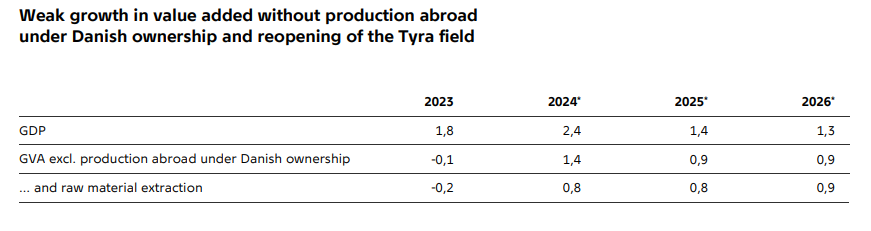 Weak growth in value added without production abroad
under Danish ownership and reopening of the Tyra field
2023 2024* 2025* 2026*
GDP 1,8 2,4 1,4 1,3
GVA excl. production abroad under Danish ownership -0,1 1,4 0,9 0,9
... and raw material extraction -0,2 0,8 0,8 0,9